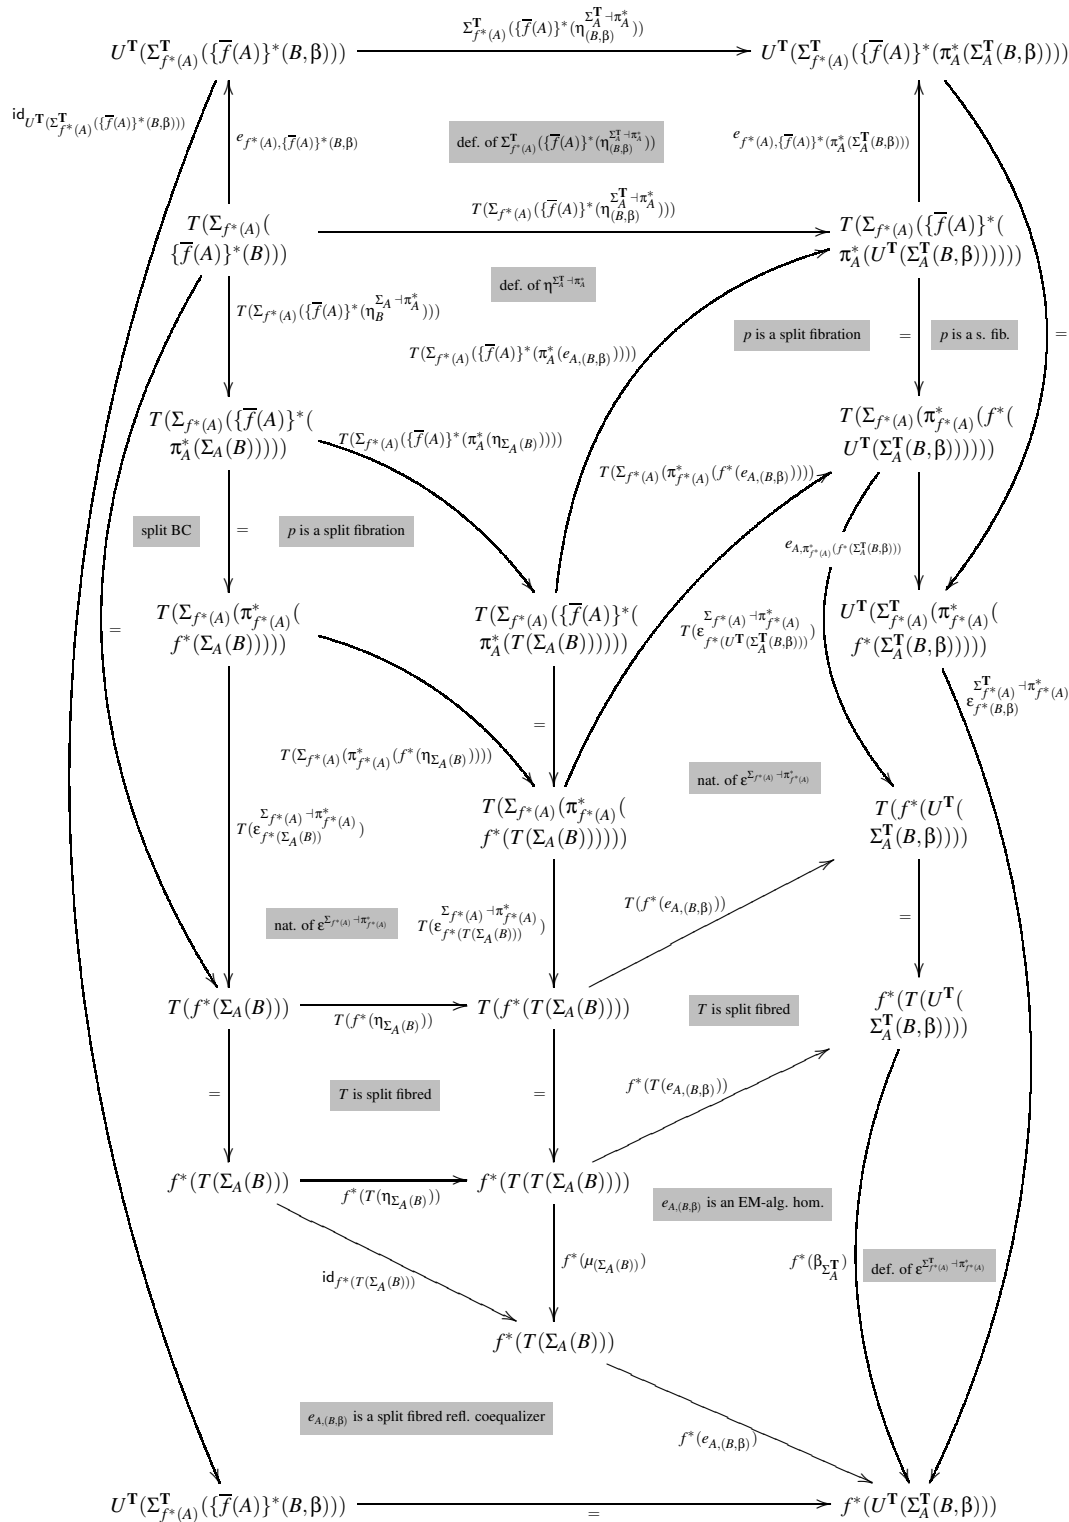 Σ^𝐓_{f*(A)}({f̅(A)}*(η^{Σ^𝐓_A⊣π*_A}_{(B,β)}))
U^𝐓(Σ^𝐓_{f*(A)}({f̅(A)}*(B,β)))
U^𝐓(Σ^𝐓_{f*(A)}({f̅(A)}*(π*_A(Σ^𝐓_A(B,β))))
id_{U^𝐓(Σ^𝐓_{f*(A)}({f̅(A)}*(B,β)))}
e_{f*(A),{f̅(A)}*(B,β)}
def. of Σ^𝐓_{f*(A)}({f̅(A)}*(η^{Σ^𝐓_A⊣π*_A}_{(B,β)}))
e_{f*(A),{f̅(A)}*(π*_A(Σ^𝐓_A(B,β)))}
T(Σ_{f*(A)}({f̅(A)}*(η^{Σ^𝐓_A⊣π*_A}_{(B,β)})))
T(Σ_{f*(A)}(
{f̅(A)}*(B)))
T(Σ_{f*(A)}({f̅(A)}*(
π*_A(U^𝐓(Σ^𝐓_A(B,β))))))
def. of η^{Σ^𝐓_A⊣π*_A}
T(Σ_{f*(A)}({f̅(A)}*(η^{Σ_A⊣π*_A}_B)))
T(Σ_{f*(A)}({f̅(A)}*(π*_A(e_{A,(B,β)}))))
p is a split fibration
=
p is a s. fib.
=
T(Σ_{f*(A)}({f̅(A)}*(
π*_A(Σ_A(B)))))
T(Σ_{f*(A)}({f̅(A)}*(π*_A(η_{Σ_A(B)}))))
T(Σ_{f*(A)}(π*_{f*(A)}(f*(
U^𝐓(Σ^𝐓_A(B,β))))))
T(Σ_{f*(A)}(π*_{f*(A)}(f*(e_{A,(B,β)}))))
split BC
=
p is a split fibration
e_{A,π*_{f*(A)}(f*(Σ^𝐓_A(B,β)))}
T(Σ_{f*(A)}(π*_{f*(A)}(
f*(Σ_A(B)))))
T(Σ_{f*(A)}({f̅(A)}*(
π*_A(T(Σ_A(B))))))
T(ε^{Σ_{f*(A)}⊣π*_{f*(A)}}_{f*(U^𝐓(Σ^𝐓_A(B,β)))})
U^𝐓(Σ^𝐓_{f*(A)}(π*_{f*(A)}(
f*(Σ^𝐓_A(B,β)))))
=
ε^{Σ^𝐓_{f*(A)}⊣π*_{f*(A)}}_{f*(B,β)}
=
T(Σ_{f*(A)}(π*_{f*(A)}(f*(η_{Σ_A(B)}))))
nat. of ε^{Σ_{f*(A)}⊣π*_{f*(A)}}
T(Σ_{f*(A)}(π*_{f*(A)}(
f*(T(Σ_A(B))))))
T(f*(U^𝐓(
Σ^𝐓_A(B,β))))
T(ε^{Σ_{f*(A)}⊣π*_{f*(A)}}_{f*(Σ_A(B))})
nat. of ε^{Σ_{f*(A)}⊣π*_{f*(A)}}
T(ε^{Σ_{f*(A)}⊣π*_{f*(A)}}_{f*(T(Σ_A(B)))})
T(f*(e_{A,(B,β)}))
=
T(f*(Σ_A(B)))
T(f*(η_{Σ_A(B)}))
T(f*(T(Σ_A(B))))
T is split fibred
f*(T(U^𝐓(
Σ^𝐓_A(B,β))))
=
T is split fibred
=
f*(T(e_{A,(B,β)}))
f*(T(Σ_A(B)))
f*(T(η_{Σ_A(B)}))
f*(T(T(Σ_A(B))))
e_{A,(B,β)} is an EM-alg. hom.
id_{f*(T(Σ_A(B)))}
f*(μ_{(Σ_A(B))})
f*(β_{Σ^𝐓_A})
def. of ε^{Σ^𝐓_{f*(A)}⊣π*_{f*(A)}}
f*(T(Σ_A(B)))
e_{A,(B,β)} is a split fibred refl. coequalizer
f*(e_{A,(B,β)})
U^𝐓(Σ^𝐓_{f*(A)}({f̅(A)}*(B,β)))
=
f*(U^𝐓(Σ^𝐓_A(B,β)))